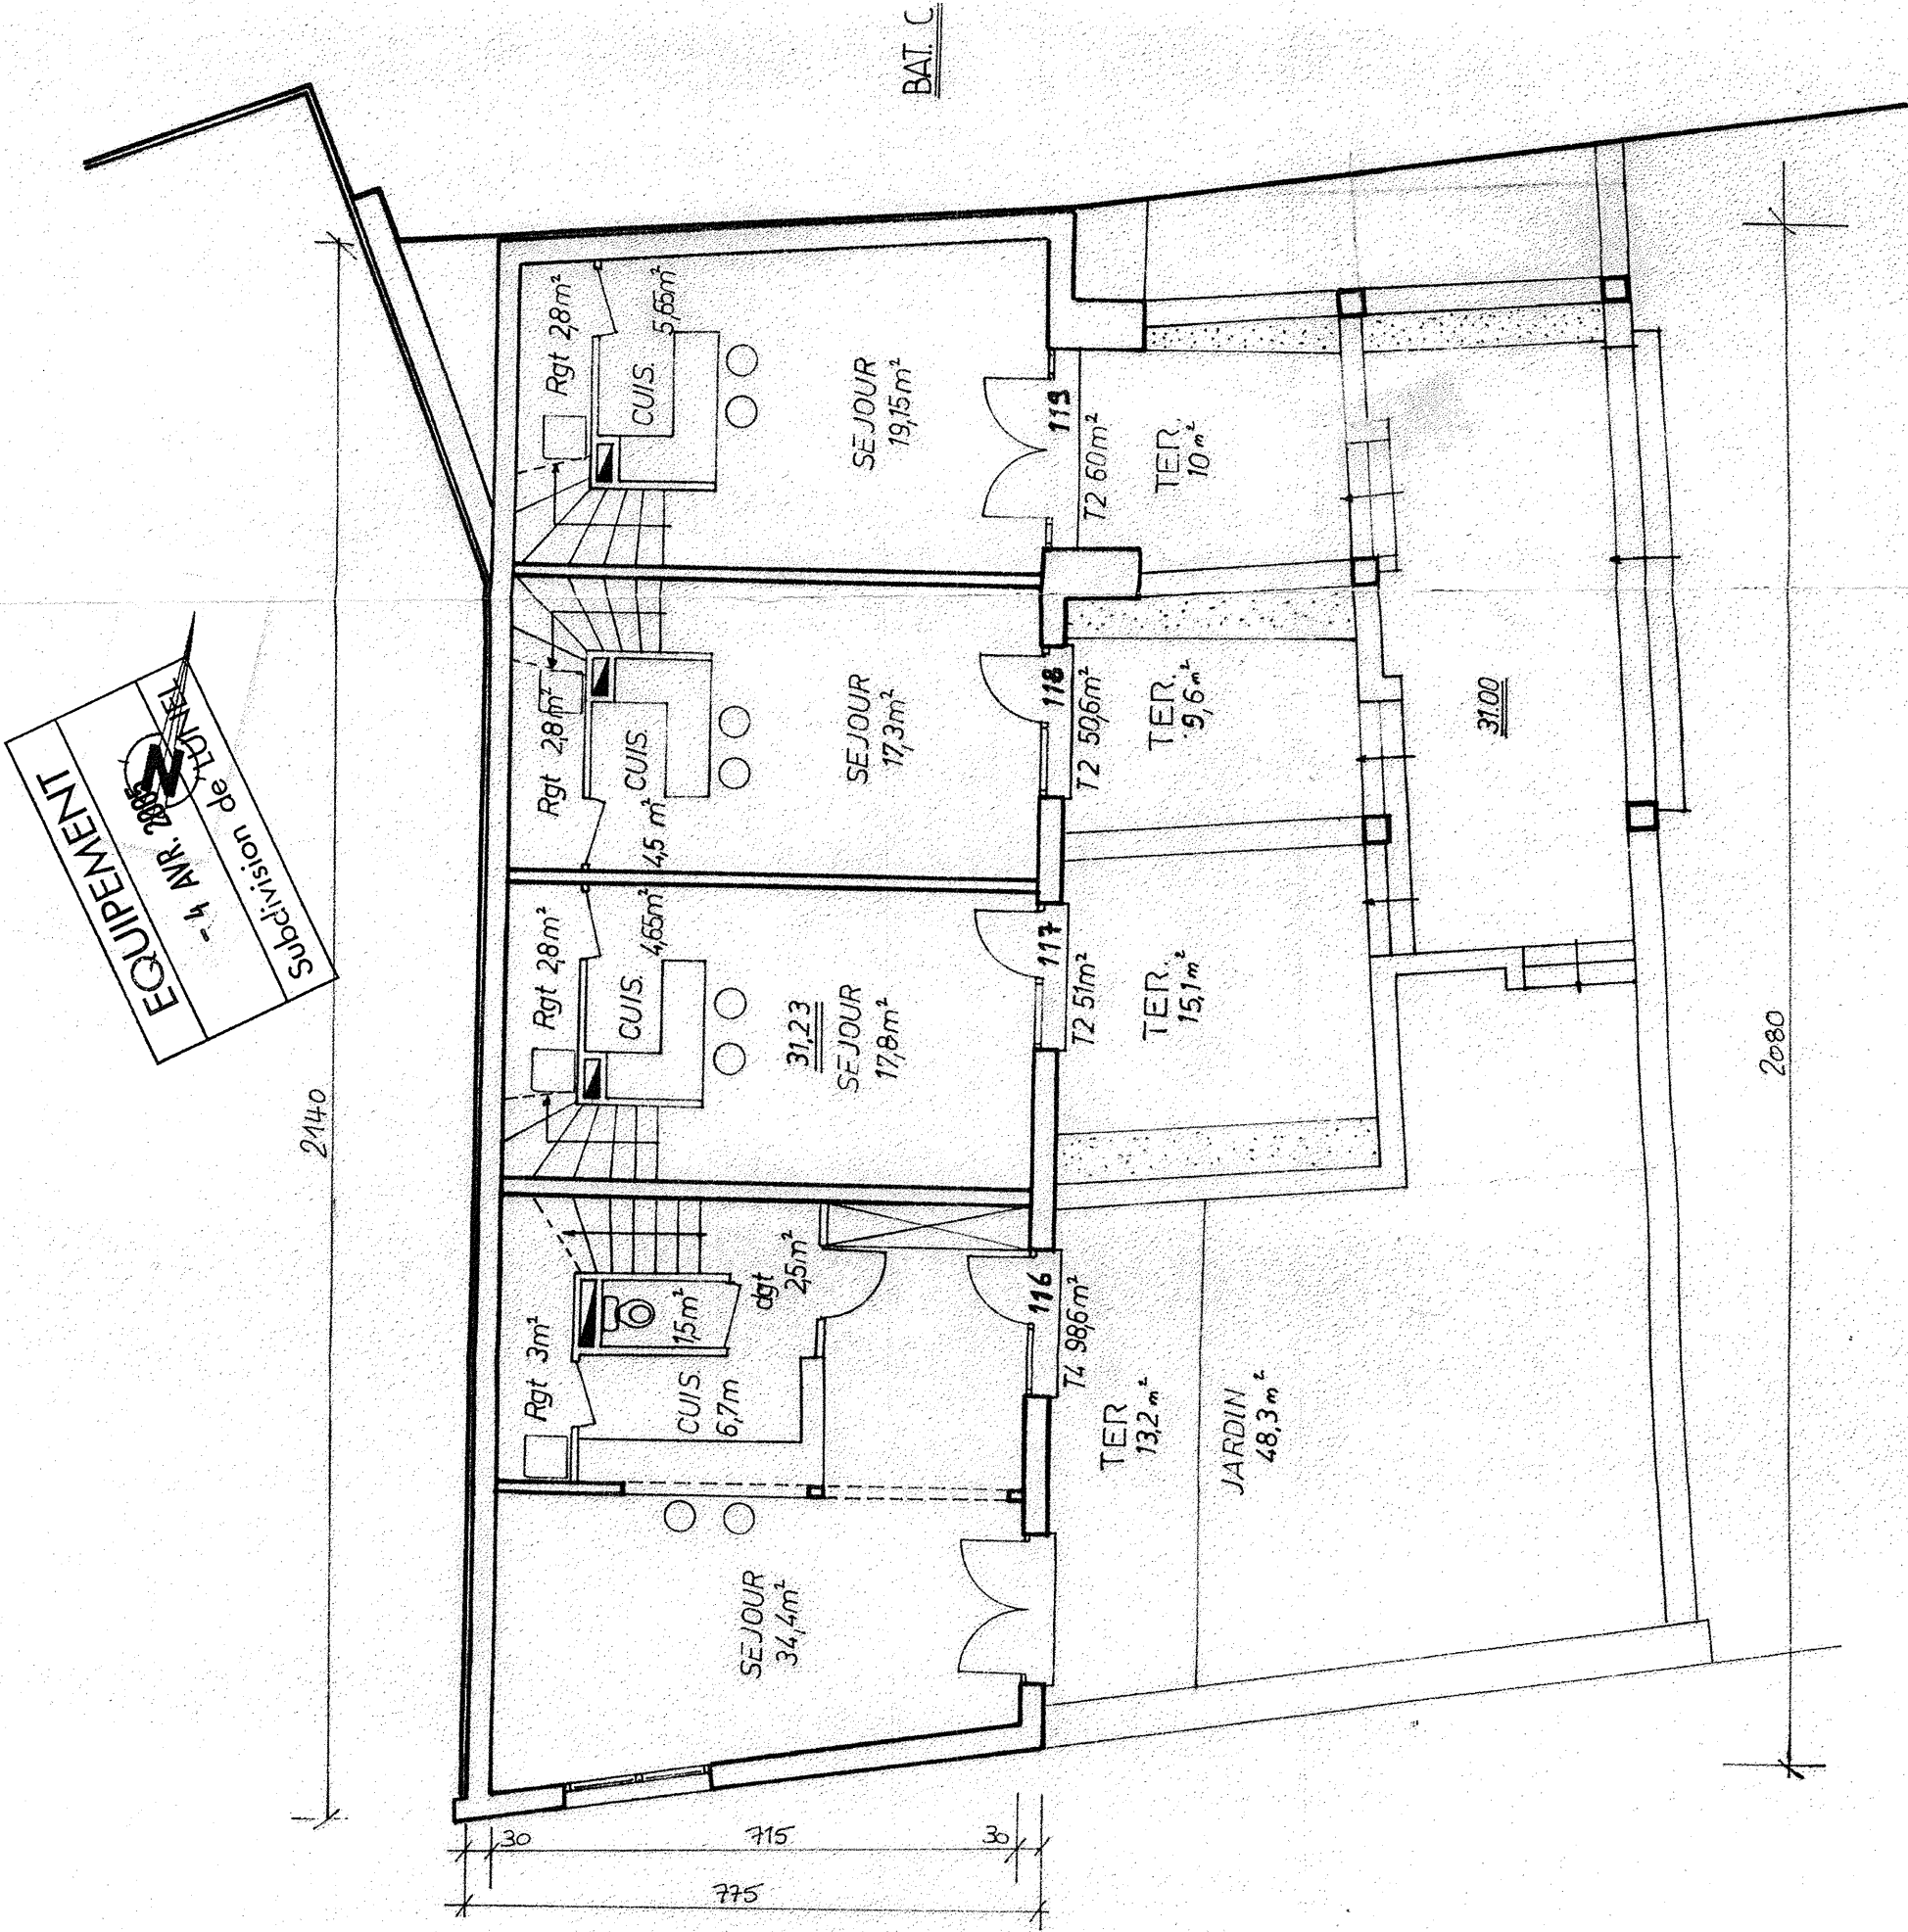 BAT. C
EQUIPEMENT
- 4 AVR.
Subdivision de LUNEL
N
2140
Rgt 3m²
CUIS.
6,7m
1,5m²
dgt
2,5m²
SEJOUR
34,4m²
116
T4 98,6m²
TER
13,2m²
JARDIN
48,3m²
Rgt 2,8m²
CUIS.
4,65m²
31,23
SEJOUR
17,8m²
117
T2 51m²
TER.
15,1m²
Rgt 2,8m²
CUIS.
4,5 m²
SEJOUR
17,3m²
118
T2 50,6m²
TER.
9,6m²
Rgt 2,8m²
CUIS.
5,65m²
SEJOUR
19,15m²
119
T2 60m²
TER.
10m²
31.00
2080
30
715
30
775